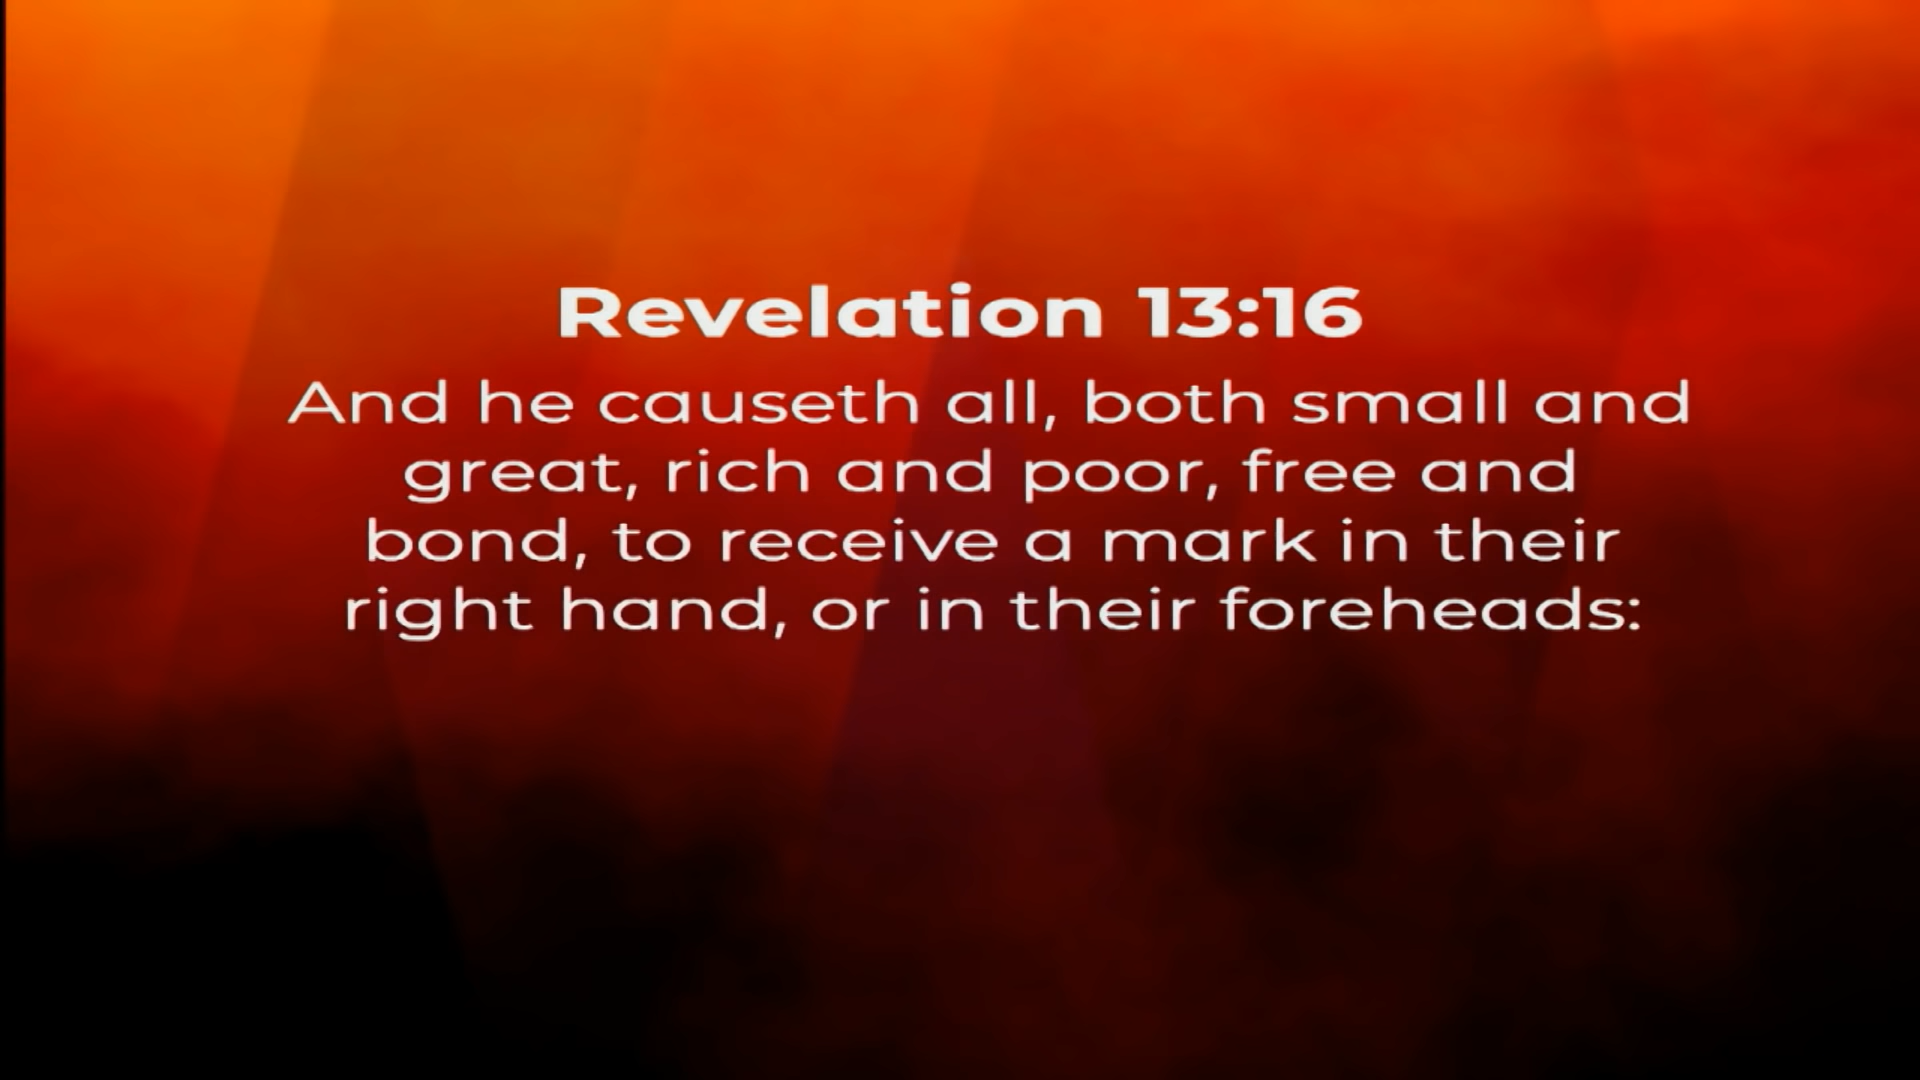 Revelation 13:16
And he causeth all, both small and
great, rich and poor, free and
bond, to receive a mark in their
right hand, or in their foreheads: